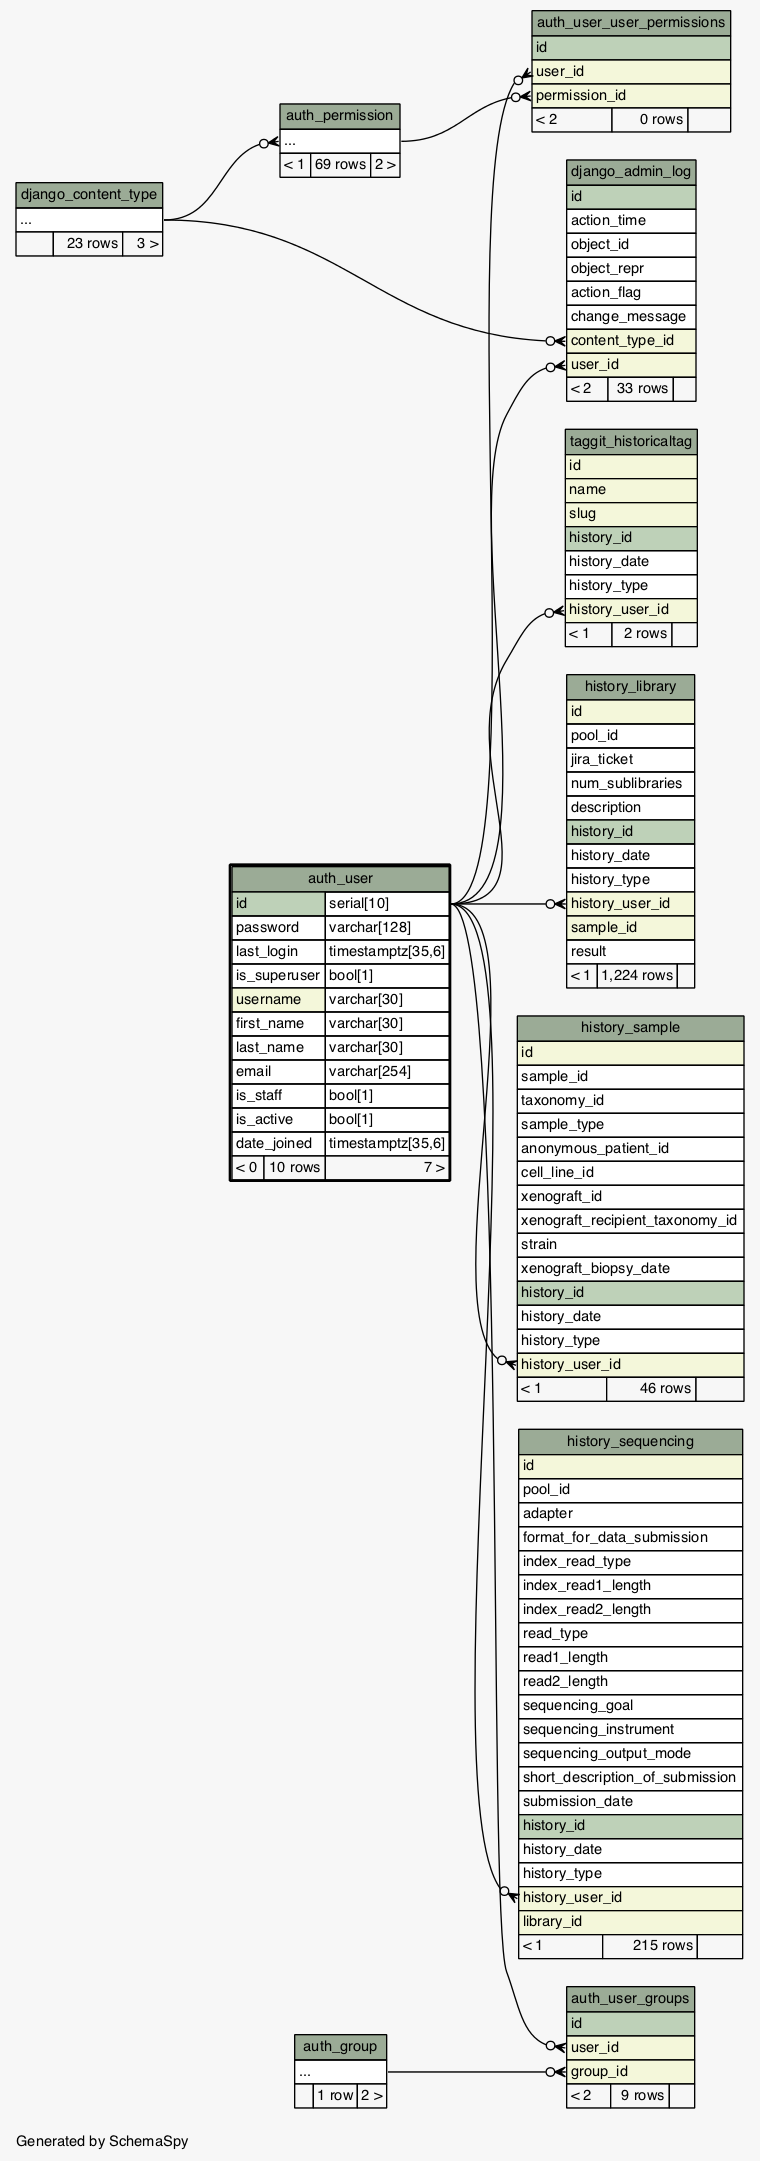 auth_user_user_permissions
id
user_id
permission_id
< 2 0 rows
auth_permission
...
< 1 69 rows 2 >
django_content_type
...
23 rows 3 >
django_admin_log
id
action_time
object_id
object_repr
action_flag
change_message
content_type_id
user_id
< 2 33 rows
taggit_historicaltag
id
name
slug
history_id
history_date
history_type
history_user_id
< 1 2 rows
history_library
id
pool_id
jira_ticket
num_sublibraries
description
history_id
history_date
history_type
history_user_id
sample_id
result
< 1 1,224 rows
auth_user
id serial[10]
password varchar[128]
last_login timestamptz[35,6]
is_superuser bool[1]
username varchar[30]
first_name varchar[30]
last_name varchar[30]
email varchar[254]
is_staff bool[1]
is_active bool[1]
date_joined timestamptz[35,6]
< 0 10 rows 7 >
history_sample
id
sample_id
taxonomy_id
sample_type
anonymous_patient_id
cell_line_id
xenograft_id
xenograft_recipient_taxonomy_id
strain
xenograft_biopsy_date
history_id
history_date
history_type
history_user_id
< 1 46 rows
history_sequencing
id
pool_id
adapter
format_for_data_submission
index_read_type
index_read1_length
index_read2_length
read_type
read1_length
read2_length
sequencing_goal
sequencing_instrument
sequencing_output_mode
short_description_of_submission
submission_date
history_id
history_date
history_type
history_user_id
library_id
< 1 215 rows
auth_user_groups
id
user_id
group_id
< 2 9 rows
auth_group
...
1 row 2 >
Generated by SchemaSpy